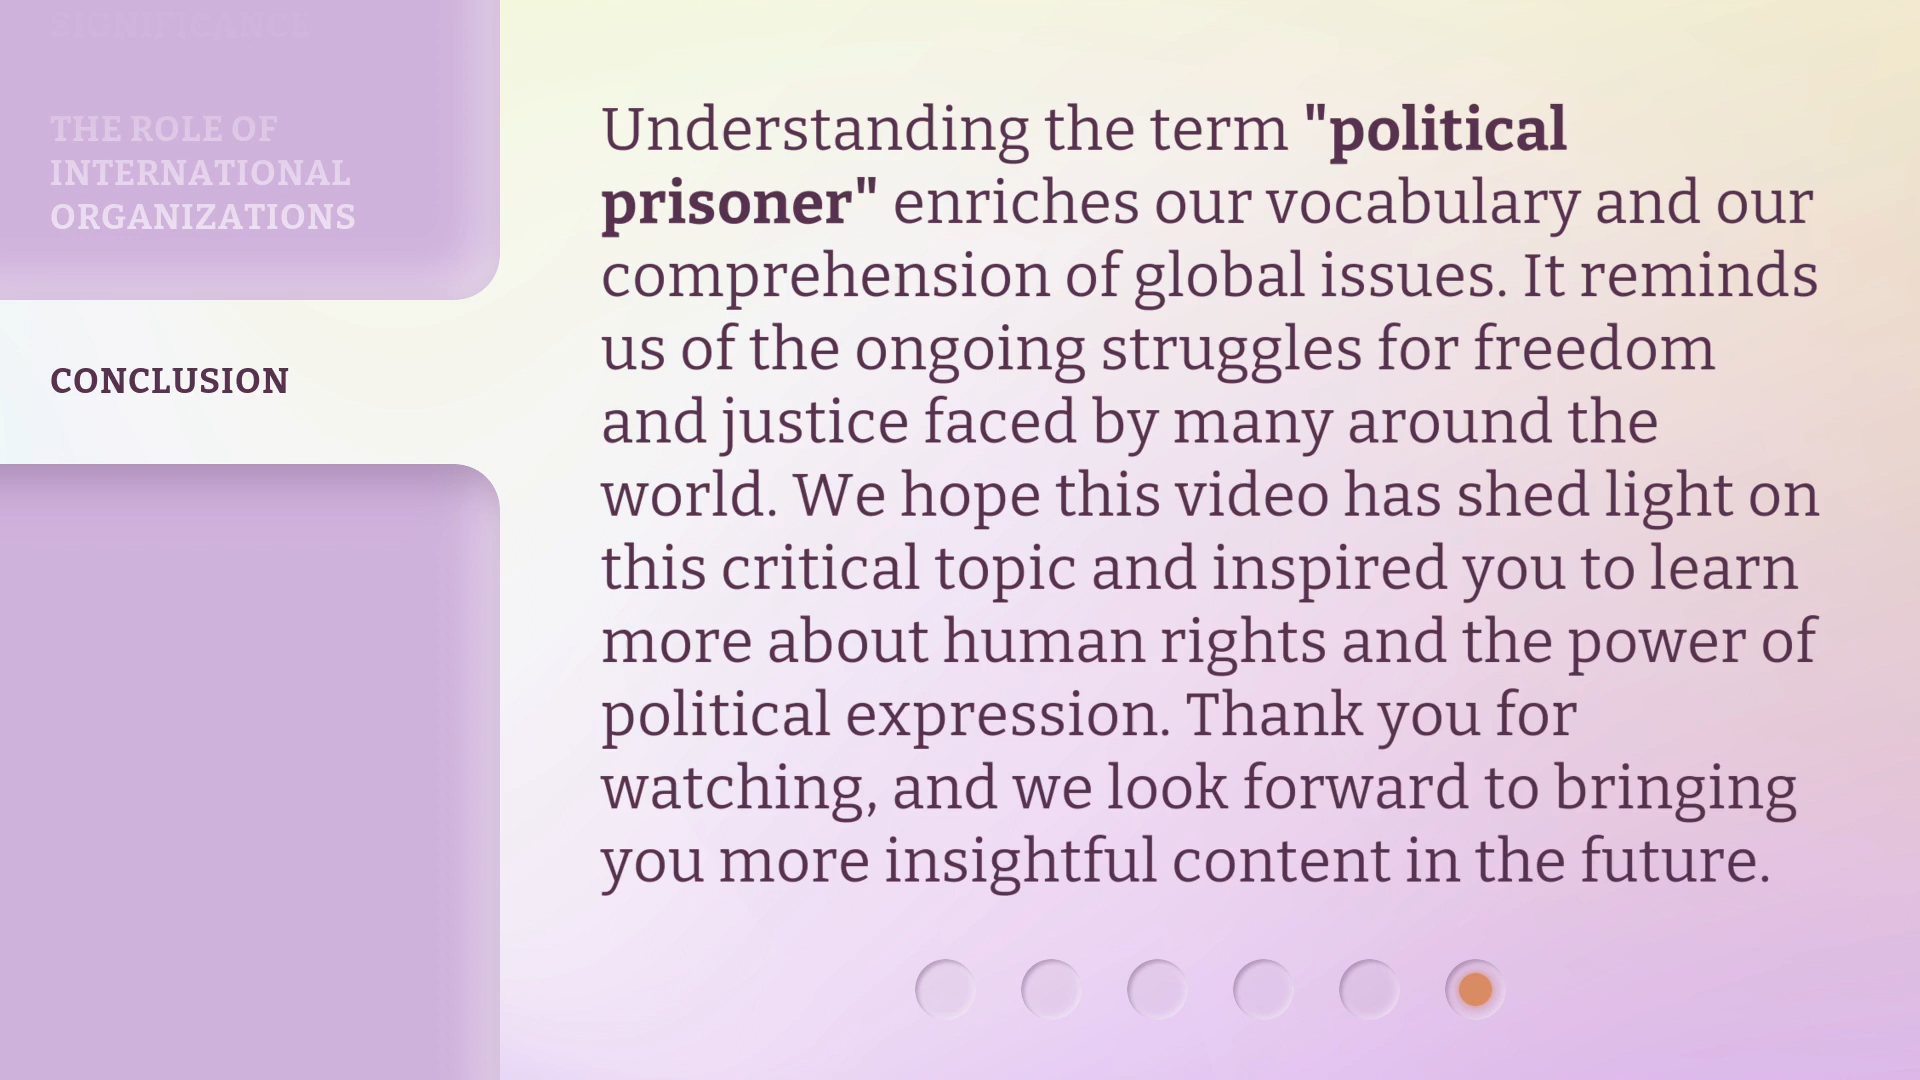 SIGNIFICANCE
THE ROLE OF
INTERNATIONAL
ORGANIZATIONS
CONCLUSION
Understanding the term "political
prisoner" enriches our vocabulary and our
comprehension of global issues. It reminds
us of the ongoing struggles for freedom
and justice faced by many around the
world. We hope this video has shed light on
this critical topic and inspired you to learn
more about human rights and the power of
political expression. Thank you for
watching, and we look forward to bringing
you more insightful content in the future.